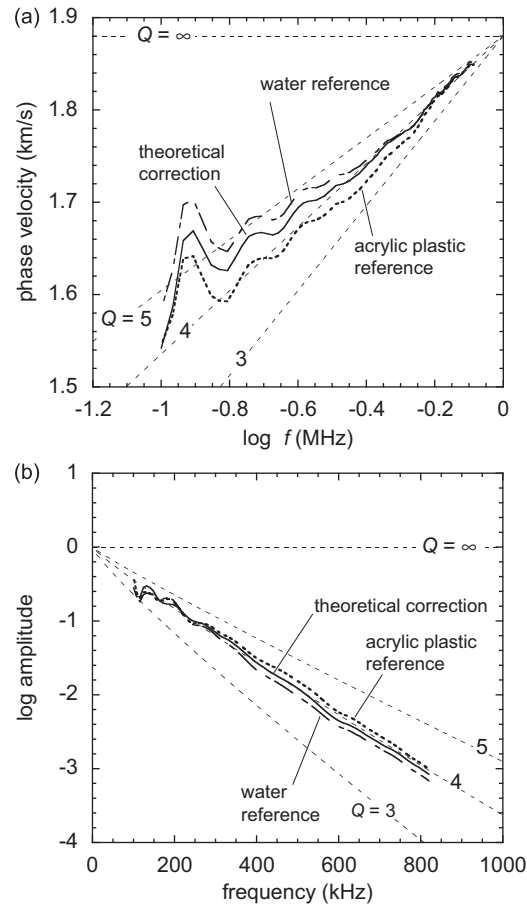 (a)
1.9
Q = ∞
water reference
1.8
theoretical
correction
phase velocity (km/s)
1.7
acrylic plastic
reference
1.6
Q = 5
4
3
1.5
-1.2 -1 -0.8 -0.6 -0.4 -0.2 0
log f (MHz)
(b)
1
0
Q = ∞
theoretical correction
log amplitude
-1
acrylic plastic
reference
-2
5
-3
water
reference
4
Q = 3
-4
0 200 400 600 800 1000
frequency (kHz)